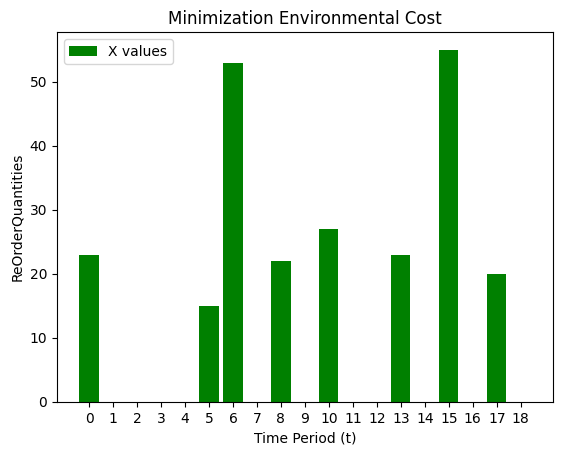 Minimization Environmental Cost
X values
ReOrderQuantities
50
40
30
20
10
0
0 1 2 3 4 5 6 7 8 9 10 11 12 13 14 15 16 17 18
Time Period (t)